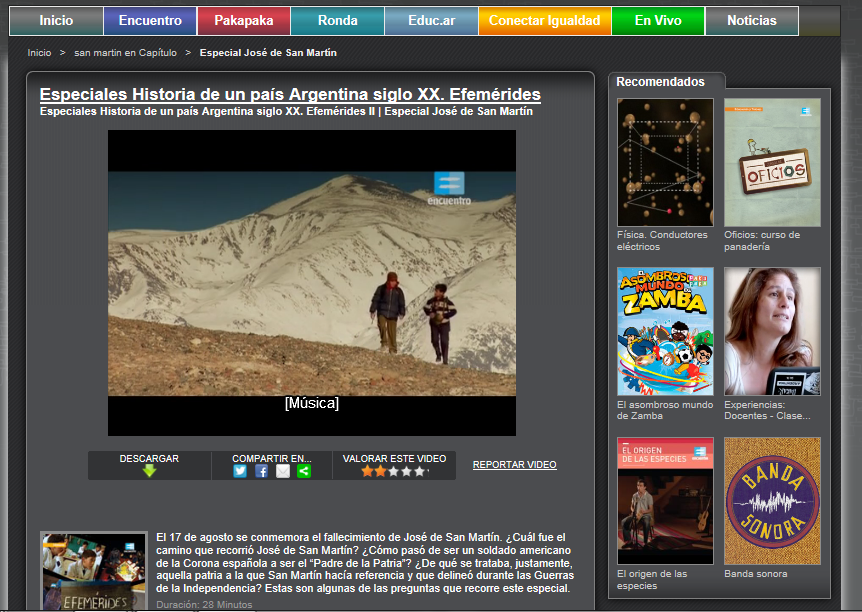 Inicio
Encuentro
Pakapaka
Ronda
Educ.ar
Conectar Igualdad
En Vivo
Noticias
Inicio > san martin en Capítulo > Especial José de San Martín
Especiales Historia de un país Argentina siglo XX. Efemérides
Especiales Historia de un país Argentina siglo XX. Efemérides II | Especial José de San Martín
encuentro
[Música]
DESCARGAR
COMPARTIR EN...
VALORAR ESTE VIDEO
REPORTAR VIDEO
EFEMÉRIDES
El 17 de agosto se conmemora el fallecimiento de José de San Martín. ¿Cuál fue el
camino que recorrió José de San Martín? ¿Cómo pasó de ser un soldado americano
de la Corona española a ser el “Padre de la Patria”? ¿De qué se trataba, justamente,
aquella patria a la que San Martín hacía referencia y que delineó durante las Guerras
de la Independencia? Estas son algunas de las preguntas que recorre este especial.
Duración: 28 Minutos
Recomendados
Física. Conductores
eléctricos
OFICIOS
Oficios: curso de
panadería
EL ASOMBROSO
MUNDO
DE
ZAMBA
El asombroso mundo
de Zamba
Experiencias:
Docentes - Clase...
EL ORIGEN
DE LAS ESPECIES
El origen de las
especies
BANDA
SONORA
Banda sonora